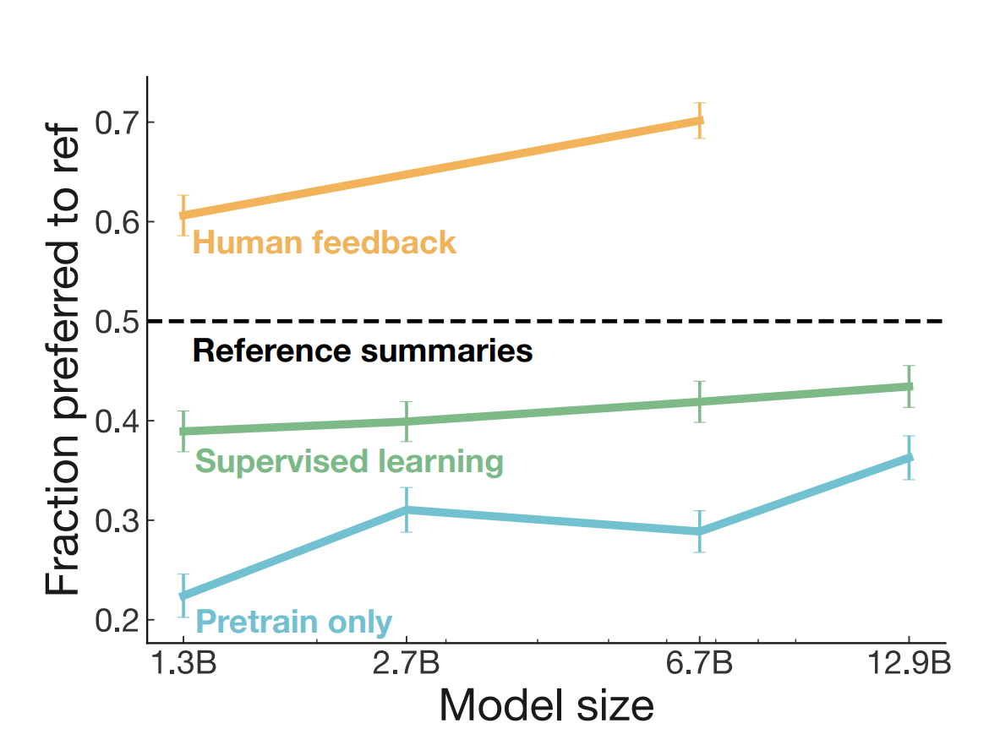 Fraction preferred to ref
0.7
0.6
0.5
0.4
0.3
0.2
Human feedback
Reference summaries
Supervised learning
Pretrain only
1.3B 2.7B 6.7B 12.9B
Model size